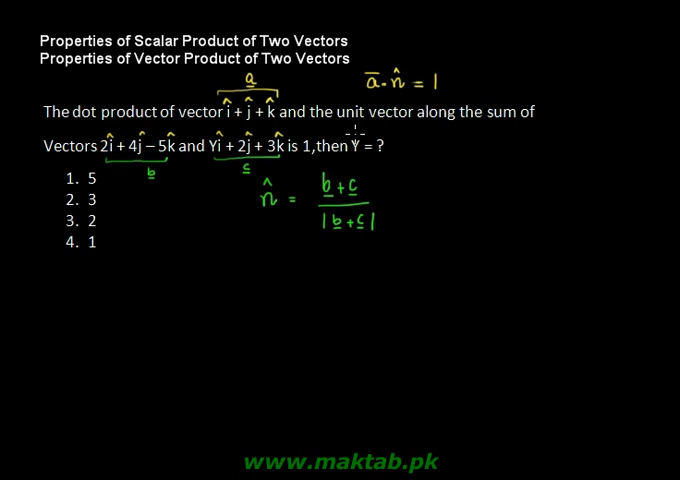 Properties of Scalar Product of Two Vectors
Properties of Vector Product of Two Vectors
a
a̅ . n̂ = 1
The dot product of vector î + ĵ + k̂ and the unit vector along the sum of
Vectors 2î + 4ĵ − 5k̂ and Yî + 2ĵ + 3k̂ is 1,then Y = ?
b c
1. 5
2. 3
3. 2
4. 1
n̂ = b + c
|b + c|
www.maktab.pk